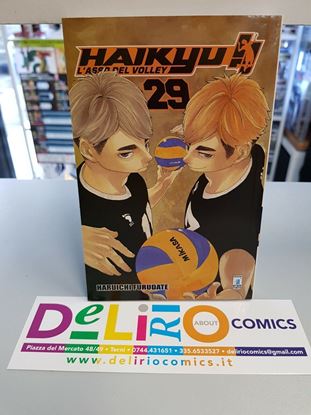 HAIKYU!!
L'ASSO DEL VOLLEY
29
MIKASA
HARUICHI FURUDATE
DeLiRiO ABOUT COMICS
Piazza del Mercato 48/49 • Terni • 0744.431651 • 335.6533527 • deliriocomics@gmail.com
www.deliriocomics.it